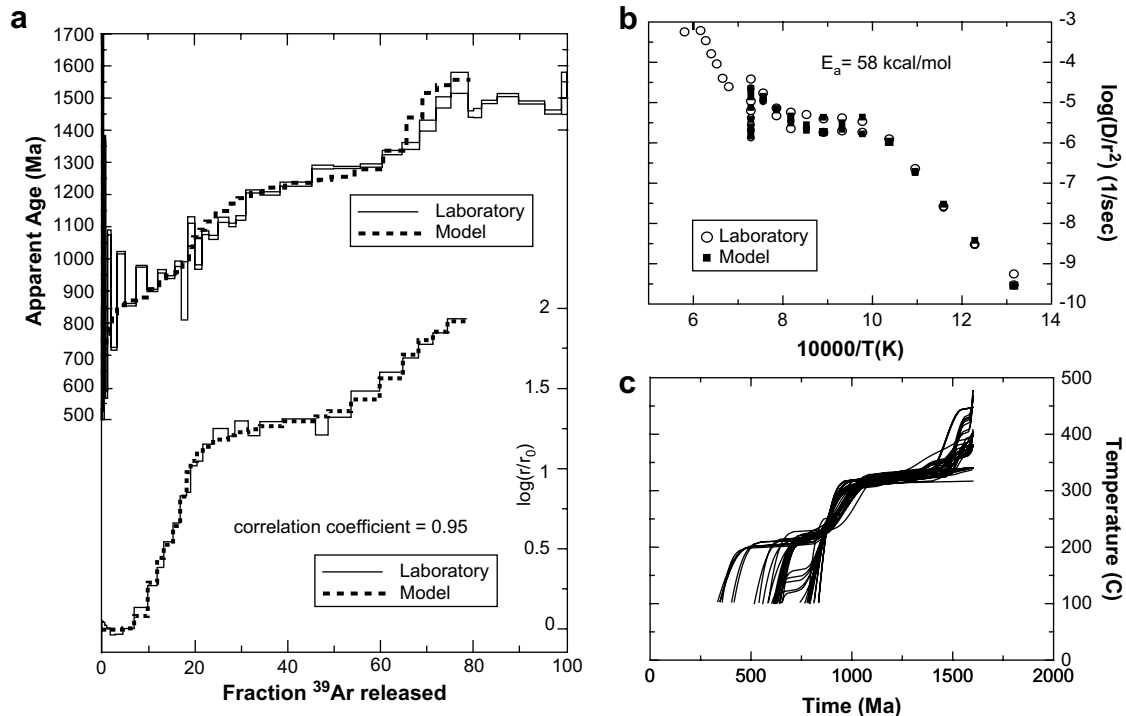 a
1700
1600
1500
1400
1300
1200
1100
1000
900
800
700
600
500
Apparent Age (Ma)
Laboratory
Model
2
1.5
1
0.5
0
log(r/r₀)
correlation coefficient = 0.95
Laboratory
Model
0
20
40
60
80
100
Fraction ³⁹Ar released
b
Eₐ= 58 kcal/mol
Laboratory
Model
-3
-4
-5
-6
-7
-8
-9
-10
log(D/r²) (1/sec)
6
8
10
12
14
10000/T(K)
c
500
400
300
200
100
0
Temperature (C)
0
500
1000
1500
2000
Time (Ma)